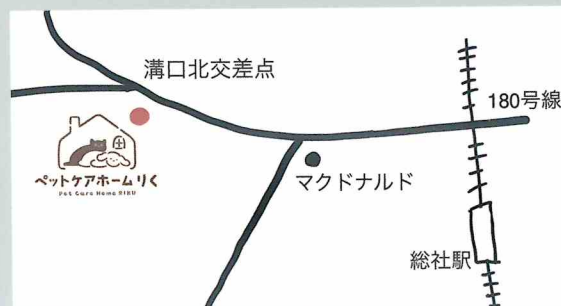 溝口北交差点
180号線
ペットケアホームりく
Pet Care Home RIKU
マクドナルド
総社駅